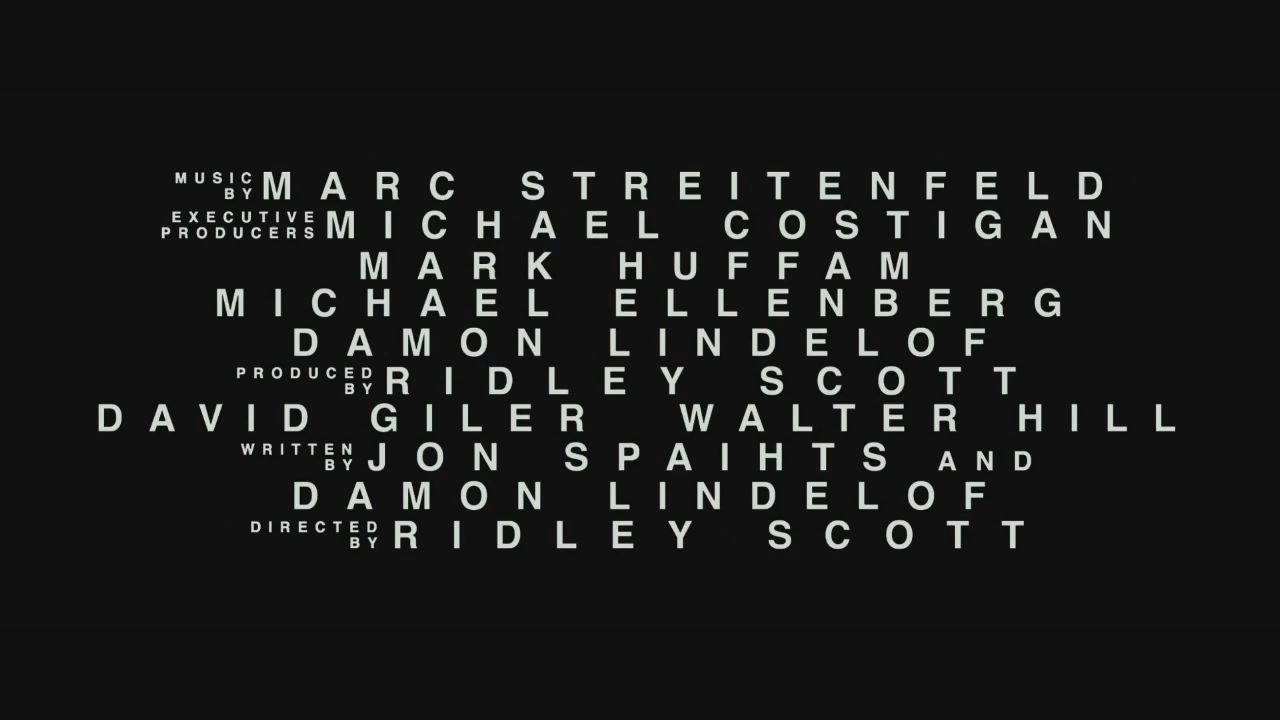 MUSIC BY MARC STREITENFELD
EXECUTIVE PRODUCERS MICHAEL COSTIGAN
MARK HUFFAM
MICHAEL ELLENBERG
DAMON LINDELOF
PRODUCED BY RIDLEY SCOTT
DAVID GILER WALTER HILL
WRITTEN BY JON SPAIHTS AND
DAMON LINDELOF
DIRECTED BY RIDLEY SCOTT